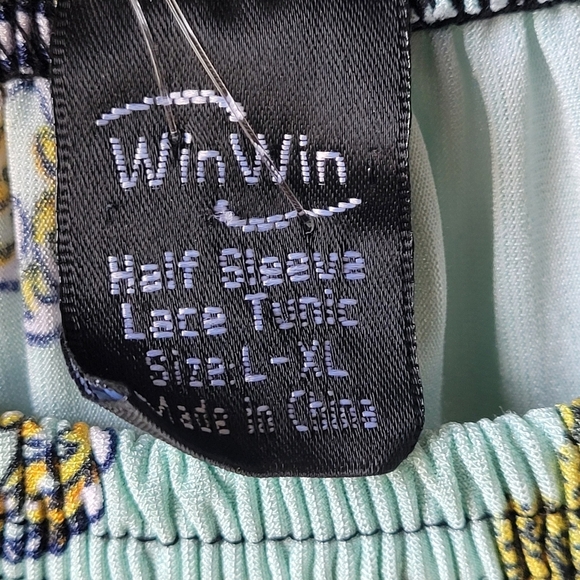 WinWin
Half Sleeve
Lace Tunic
Size: L-XL
Made in China